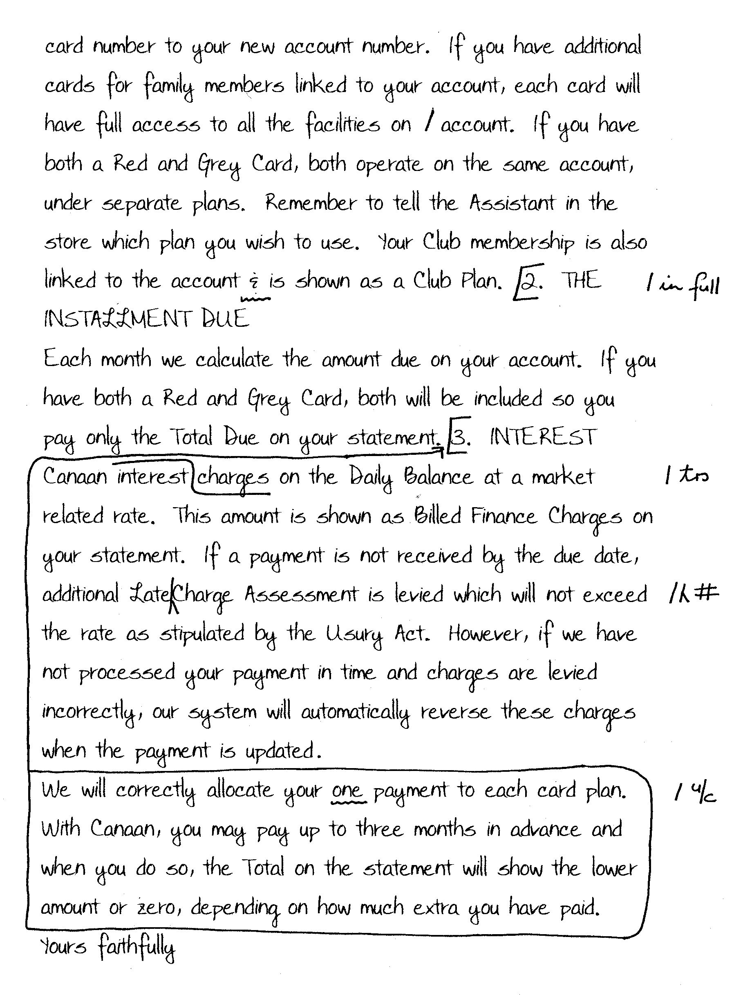 card number to your new account number. If you have additional
cards for family members linked to your account, each card will
have full access to all the facilities on / account. If you have
both a Red and Grey Card, both operate on the same account,
under separate plans. Remember to tell the Assistant in the
store which plan you wish to use. Your Club membership is also
linked to the account & is shown as a Club Plan. [2. THE / in full
INSTALLMENT DUE
Each month we calculate the amount due on your account. If you
have both a Red and Grey Card, both will be included so you
pay only the Total Due on your statement. [3. INTEREST
Canaan interest charges on the Daily Balance at a market / trs
related rate. This amount is shown as Billed Finance Charges on
your statement. If a payment is not received by the due date,
additional LateCharge Assessment is levied which will not exceed /⅄ #
the rate as stipulated by the Usury Act. However, if we have
not processed your payment in time and charges are levied
incorrectly, our system will automatically reverse these charges
when the payment is updated.
We will correctly allocate your one payment to each card plan. / u/c
With Canaan, you may pay up to three months in advance and
when you do so, the Total on the statement will show the lower
amount or zero, depending on how much extra you have paid.
Yours faithfully